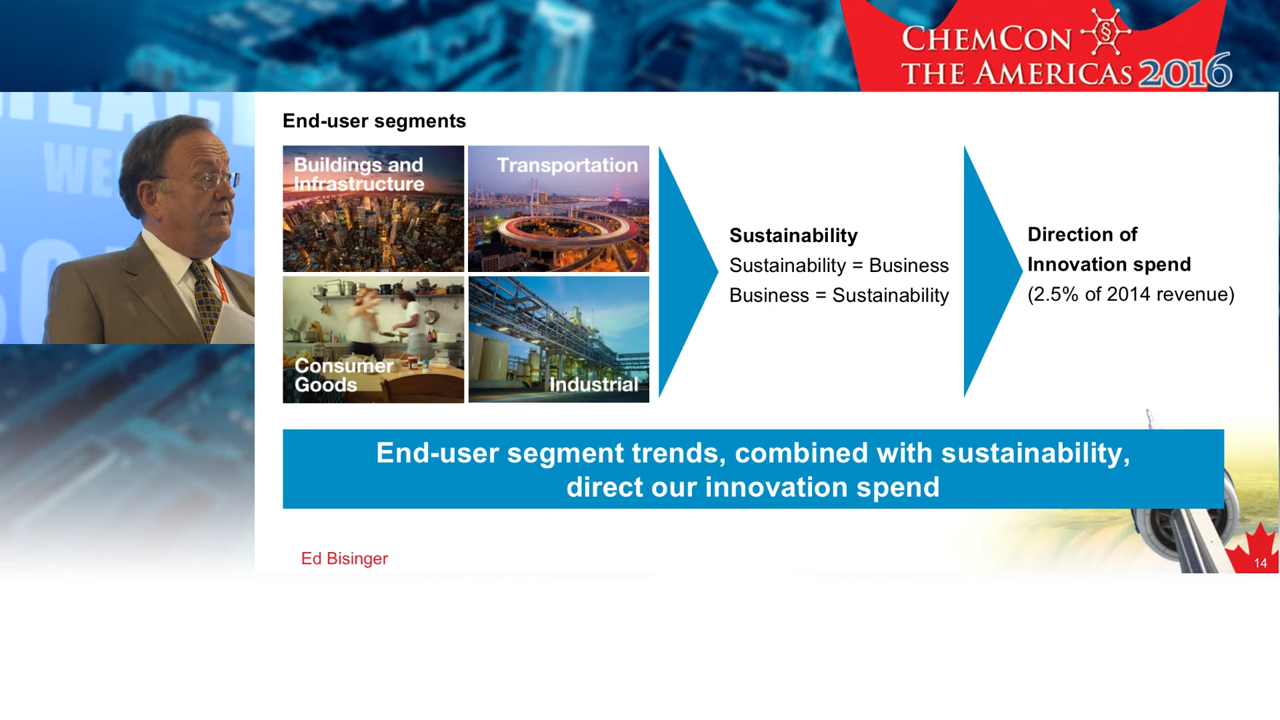 CHEMCON
THE AMERICAS 2016
End-user segments
Buildings and
Infrastructure
Transportation
Consumer
Goods
Industrial
Sustainability
Sustainability = Business
Business = Sustainability
Direction of
Innovation spend
(2.5% of 2014 revenue)
End-user segment trends, combined with sustainability,
direct our innovation spend
Ed Bisinger
14